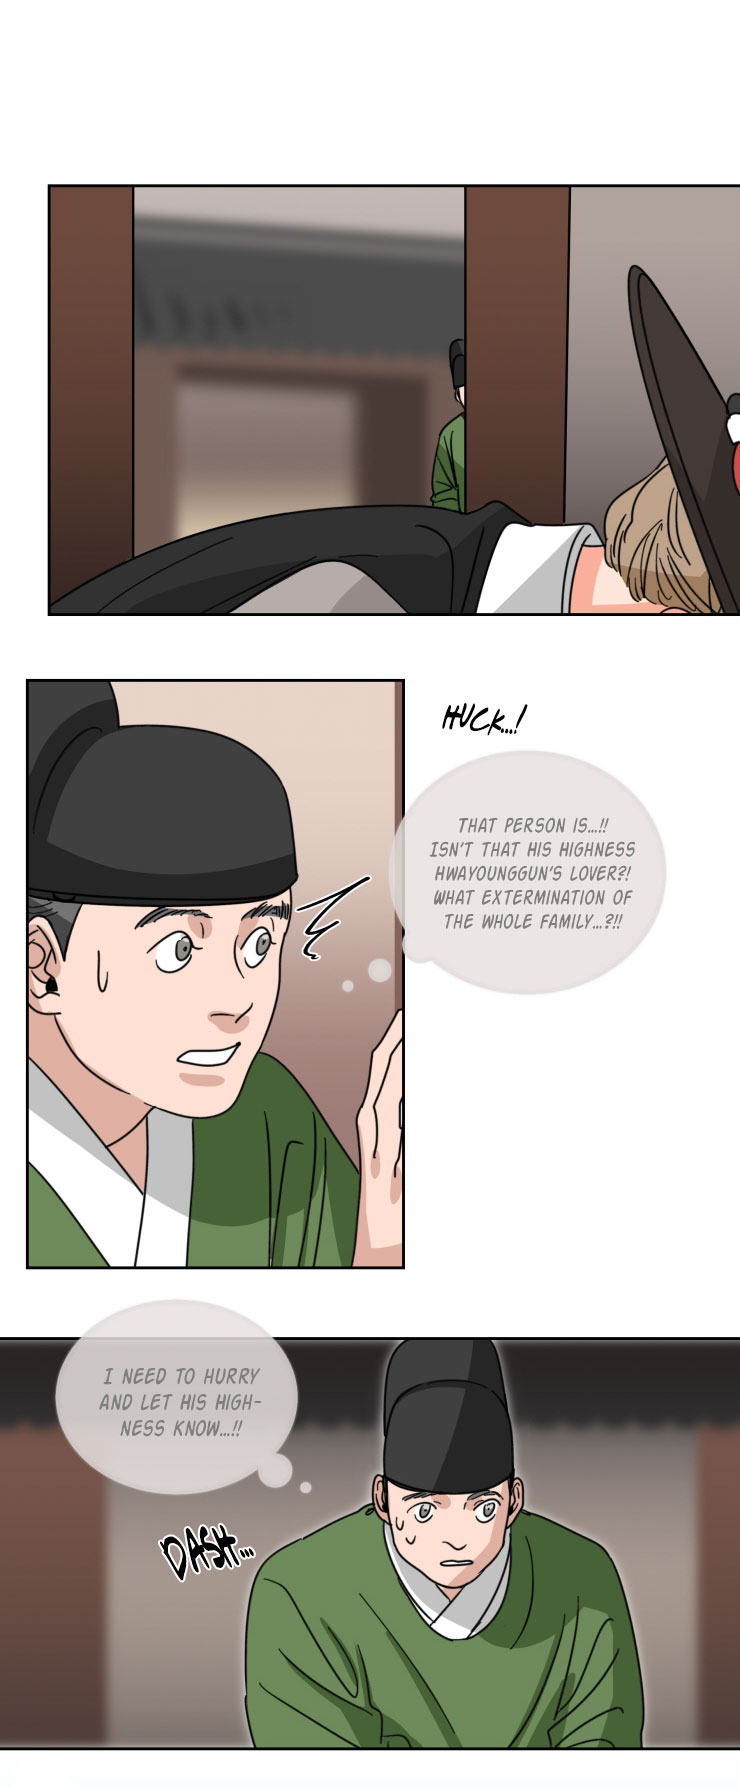 HUCK...!
THAT PERSON IS...!!
ISN'T THAT HIS HIGHNESS
HWAYOUNGGUN'S LOVER?!
WHAT EXTERMINATION OF
THE WHOLE FAMILY...?!!
I NEED TO HURRY
AND LET HIS HIGH-
NESS KNOW...!!
DASH...